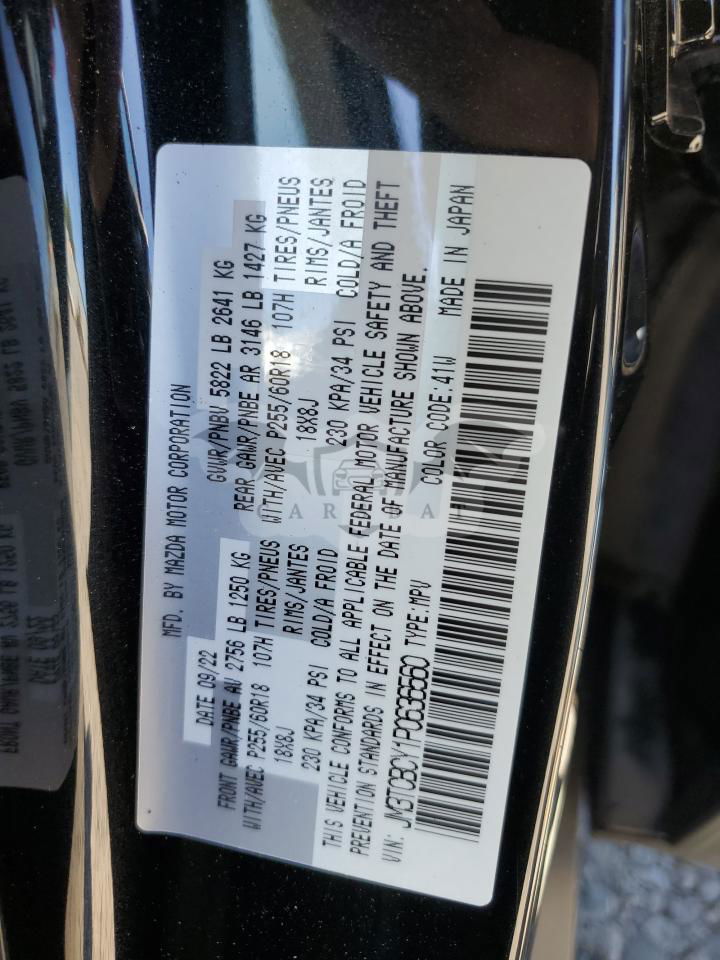 MFD. BY MAZDA MOTOR CORPORATION
DATE 09/22 GVWR/PNBV 5822 LB 2641 KG
FRONT GAWR/PNBE AV 2756 LB 1250 KG REAR GAWR/PNBE AR 3146 LB 1427 KG
WITH/AVEC P255/60R18 107H TIRES/PNEUS WITH/AVEC P255/60R18 107H TIRES/PNEUS
18X8J RIMS/JANTES 18X8J RIMS/JANTES
230 KPA/34 PSI COLD/A FROID 230 KPA/34 PSI COLD/A FROID
THIS VEHICLE CONFORMS TO ALL APPLICABLE FEDERAL MOTOR VEHICLE SAFETY AND THEFT
PREVENTION STANDARDS IN EFFECT ON THE DATE OF MANUFACTURE SHOWN ABOVE.
VIN: JM3TCBCY1P0636560 TYPE:MPV COLOR CODE:41W MADE IN JAPAN